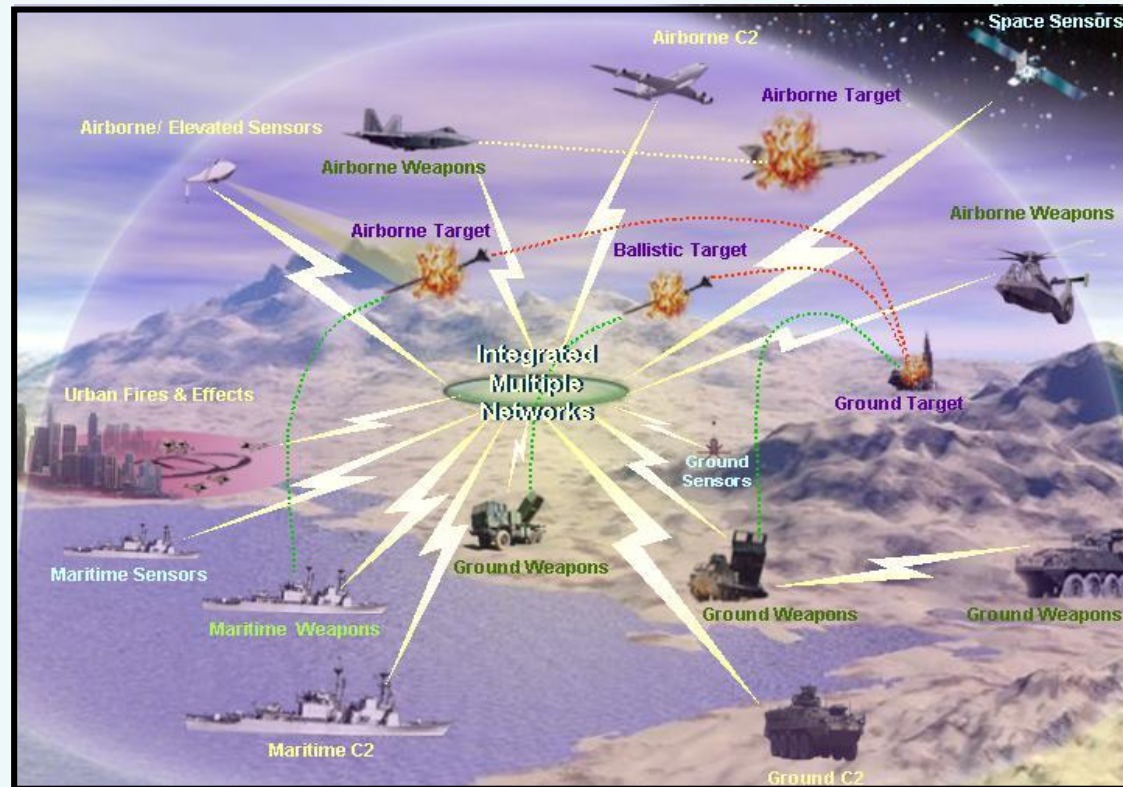 Space Sensors
Airborne C2
Airborne Target
Airborne/ Elevated Sensors
Airborne Weapons
Airborne Weapons
Airborne Target
Ballistic Target
Integrated
Multiple
Networks
Urban Fires & Effects
Ground Target
Ground
Sensors
Maritime Sensors
Ground Weapons
Ground Weapons
Ground Weapons
Maritime Weapons
Maritime C2
Ground C2